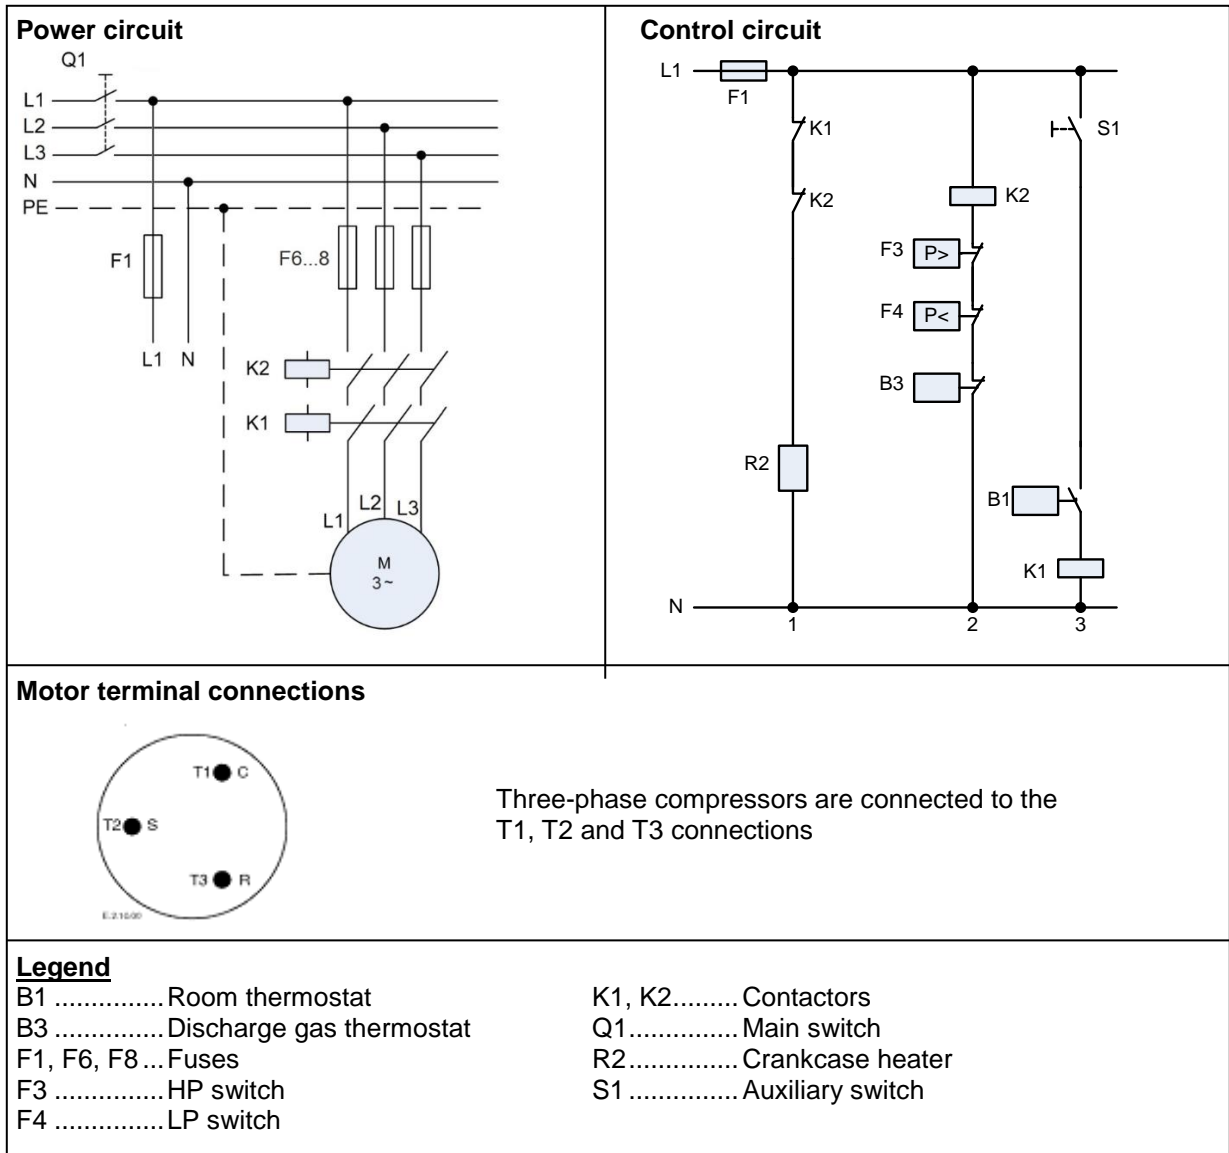 Power circuit
Q1
L1
L2
L3
N
PE
F1
F6...8
L1 N
K2
K1
L1
L2
L3
M
3~
Control circuit
L1
F1
K1
S1
K2
K2
F3 P>
F4 P<
B3
R2
B1
K1
N
1 2 3
Motor terminal connections
T1 C
T2 S
T3 R
E.2.16.00
Three-phase compressors are connected to the
T1, T2 and T3 connections
Legend
B1 ............... Room thermostat
B3 ............... Discharge gas thermostat
F1, F6, F8 ... Fuses
F3 ............... HP switch
F4 ............... LP switch
K1, K2......... Contactors
Q1............... Main switch
R2............... Crankcase heater
S1 ............... Auxiliary switch